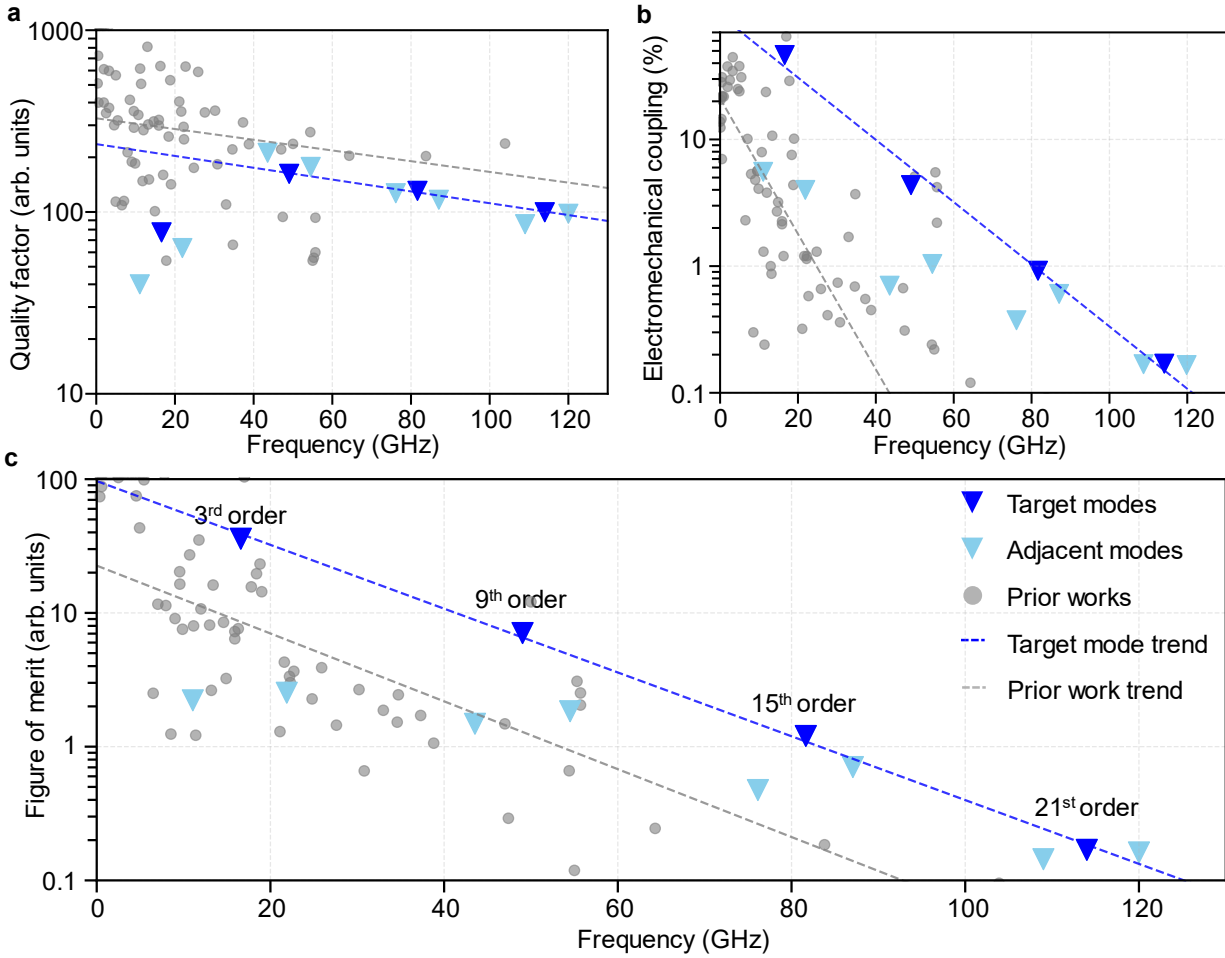 a
1000
100
10
Quality factor (arb. units)
0 20 40 60 80 100 120
Frequency (GHz)
b
10
1
0.1
Electromechanical coupling (%)
0 20 40 60 80 100 120
Frequency (GHz)
c
100
10
1
0.1
Figure of merit (arb. units)
3rd order
9th order
15th order
21st order
Target modes
Adjacent modes
Prior works
Target mode trend
Prior work trend
0 20 40 60 80 100 120
Frequency (GHz)